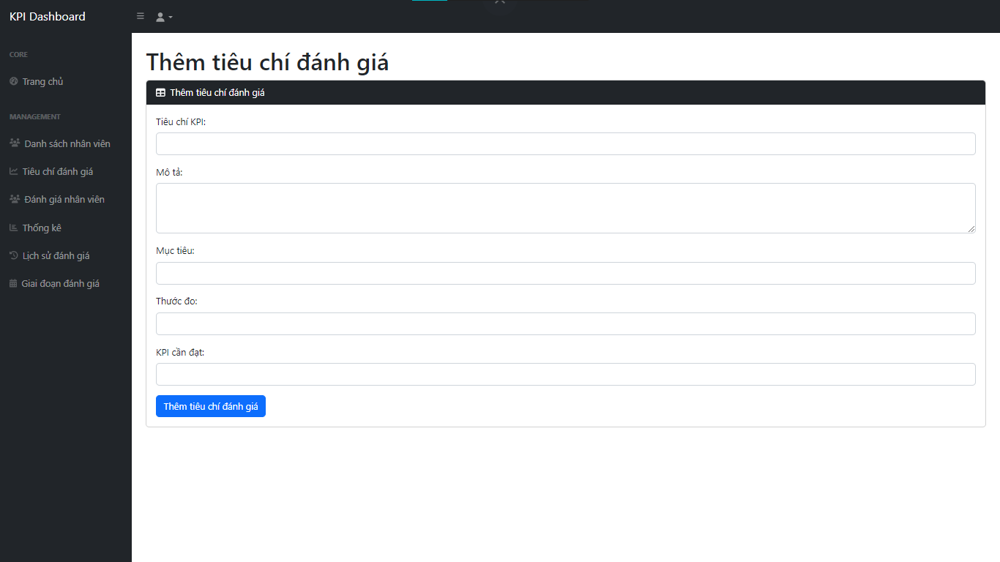 KPI Dashboard
CORE
Trang chủ
MANAGEMENT
Danh sách nhân viên
Tiêu chí đánh giá
Đánh giá nhân viên
Thống kê
Lịch sử đánh giá
Giai đoạn đánh giá
Thêm tiêu chí đánh giá
Thêm tiêu chí đánh giá
Tiêu chí KPI:
Mô tả:
Mục tiêu:
Thước đo:
KPI cần đạt:
Thêm tiêu chí đánh giá